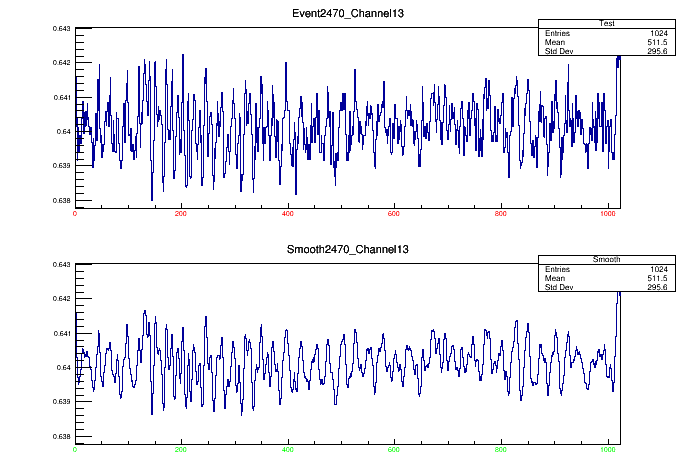 Event2470_Channel13
Test
Entries 1024
Mean 511.5
Std Dev 295.6
0.643
0.642
0.641
0.64
0.639
0.638
0 200 400 600 800 1000
Smooth2470_Channel13
Smooth
Entries 1024
Mean 511.5
Std Dev 295.6
0.643
0.642
0.641
0.64
0.639
0.638
0 200 400 600 800 1000